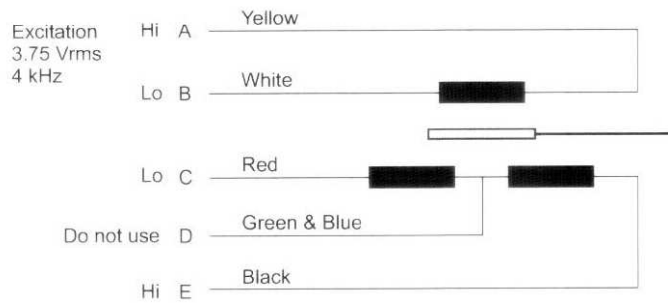 Excitation
3.75 Vrms
4 kHz
Hi A Yellow
Lo B White
Lo C Red
Do not use D Green & Blue
Hi E Black